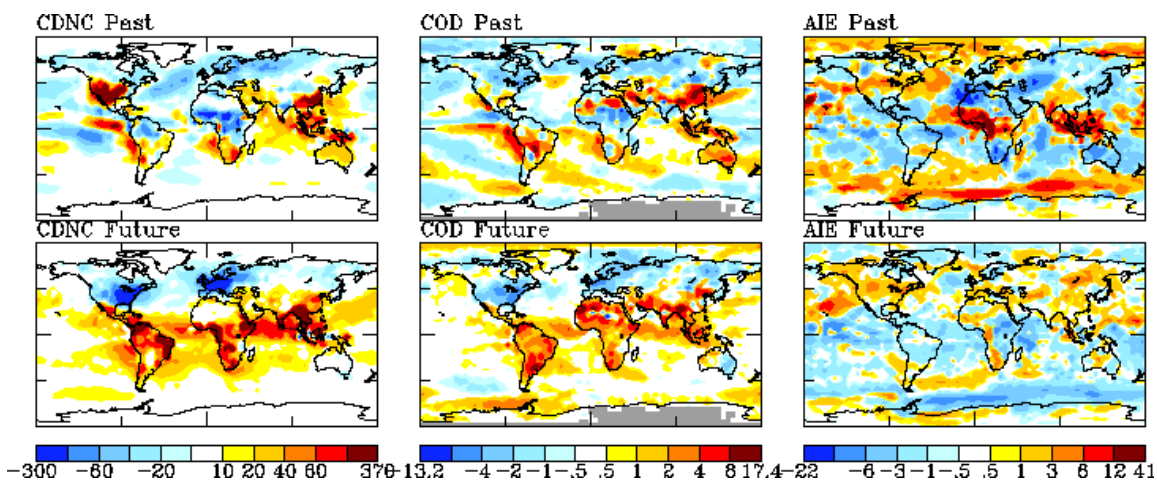 CDNC Past
COD Past
AIE Past
CDNC Future
COD Future
AIE Future
-300 -60 -20 10 20 40 60 370
-13.2 -4 -2 -1 -.5 .5 1 2 4 8 17.4
-22 -6 -3 -1 -.5 .5 1 3 6 12 41